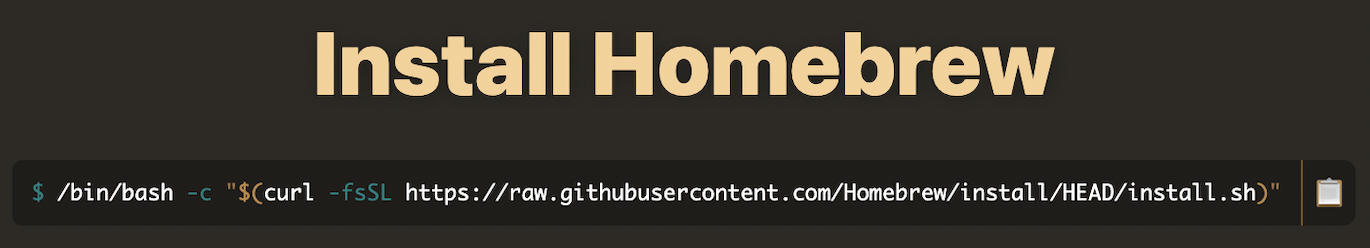 Install Homebrew
$ /bin/bash -c "$(curl -fsSL https://raw.githubusercontent.com/Homebrew/install/HEAD/install.sh)"